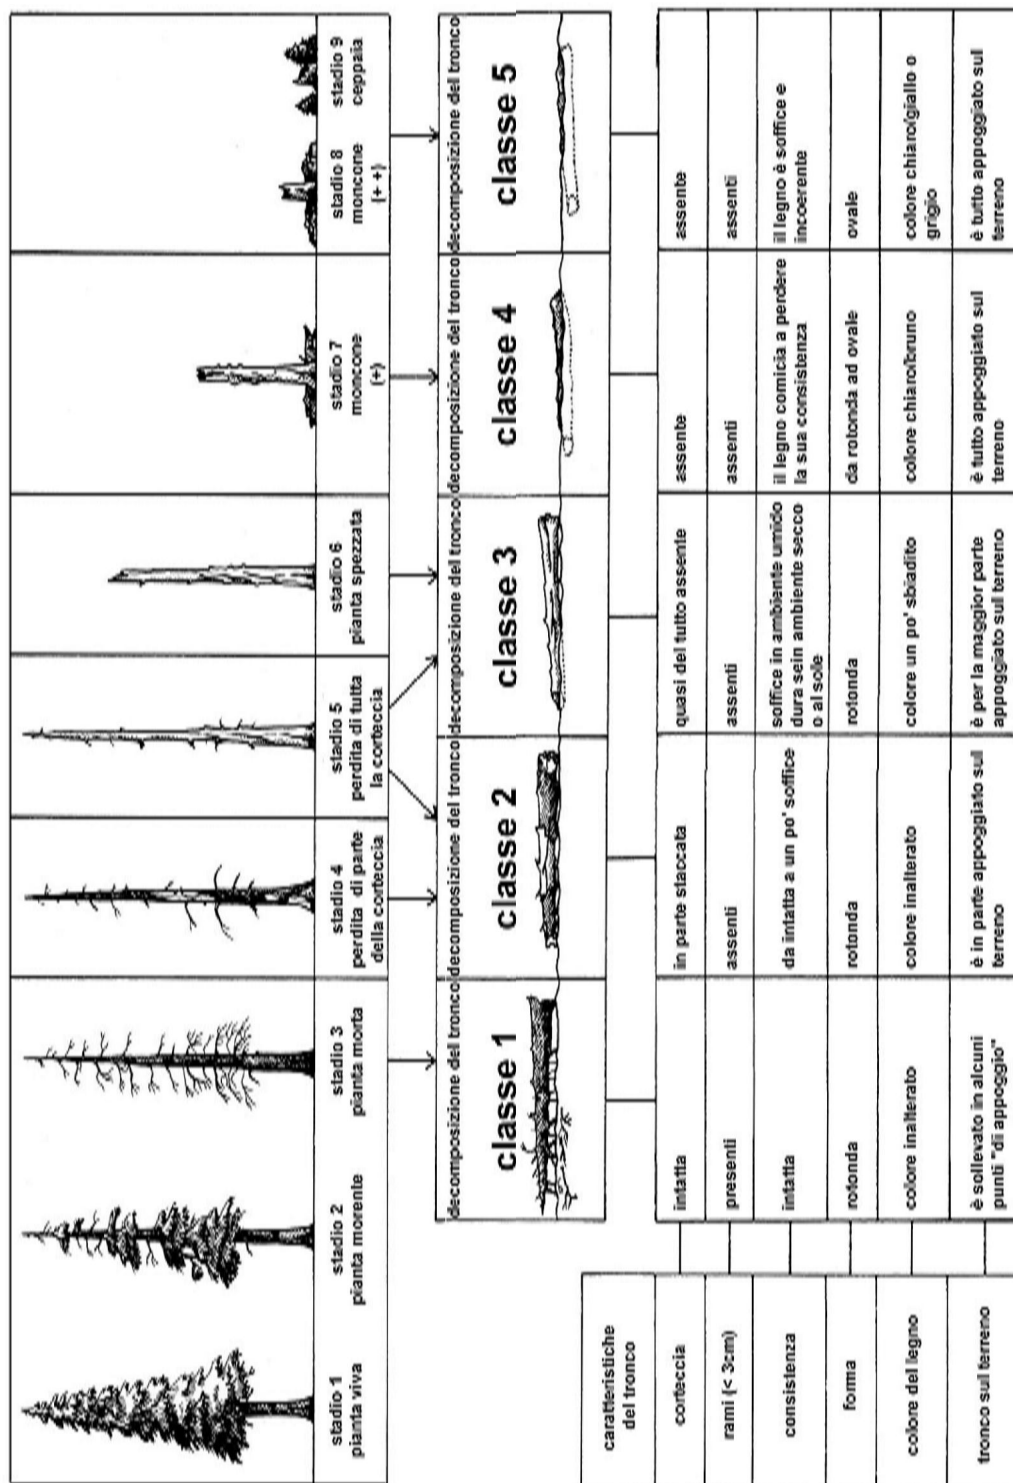 stadio 1
pianta viva
stadio 2
pianta morente
stadio 3
pianta morta
stadio 4
perdita di parte
della corteccia
stadio 5
perdita di tutta
la corteccia
stadio 6
pianta spezzata
stadio 7
moncone
(+)
stadio 8
moncone
(+ +)
stadio 9
ceppaia
decomposizione del tronco
classe 1
decomposizione del tronco
classe 2
decomposizione del tronco
classe 3
decomposizione del tronco
classe 4
decomposizione del tronco
classe 5
caratteristiche
del tronco
corteccia
intatta
in parte staccata
quasi del tutto assente
assente
assente
rami (< 3cm)
presenti
assenti
assenti
assenti
assenti
consistenza
intatta
da intatta a un po' soffice
soffice in ambiente umido
dura sein ambiente secco
o al sole
il legno comicia a perdere
la sua consistenza
il legno è soffice e
incoerente
forma
rotonda
rotonda
rotonda
da rotonda ad ovale
ovale
colore del legno
colore inalterato
colore inalterato
colore un po' sbiadito
colore chiaro/bruno
colore chiaro/giallo o
grigio
tronco sul terreno
è sollevato in alcuni
punti "di appoggio"
è in parte appoggiato sul
terreno
è per la maggior parte
appoggiato sul terreno
è tutto appoggiato sul
terreno
è tutto appoggiato sul
terreno